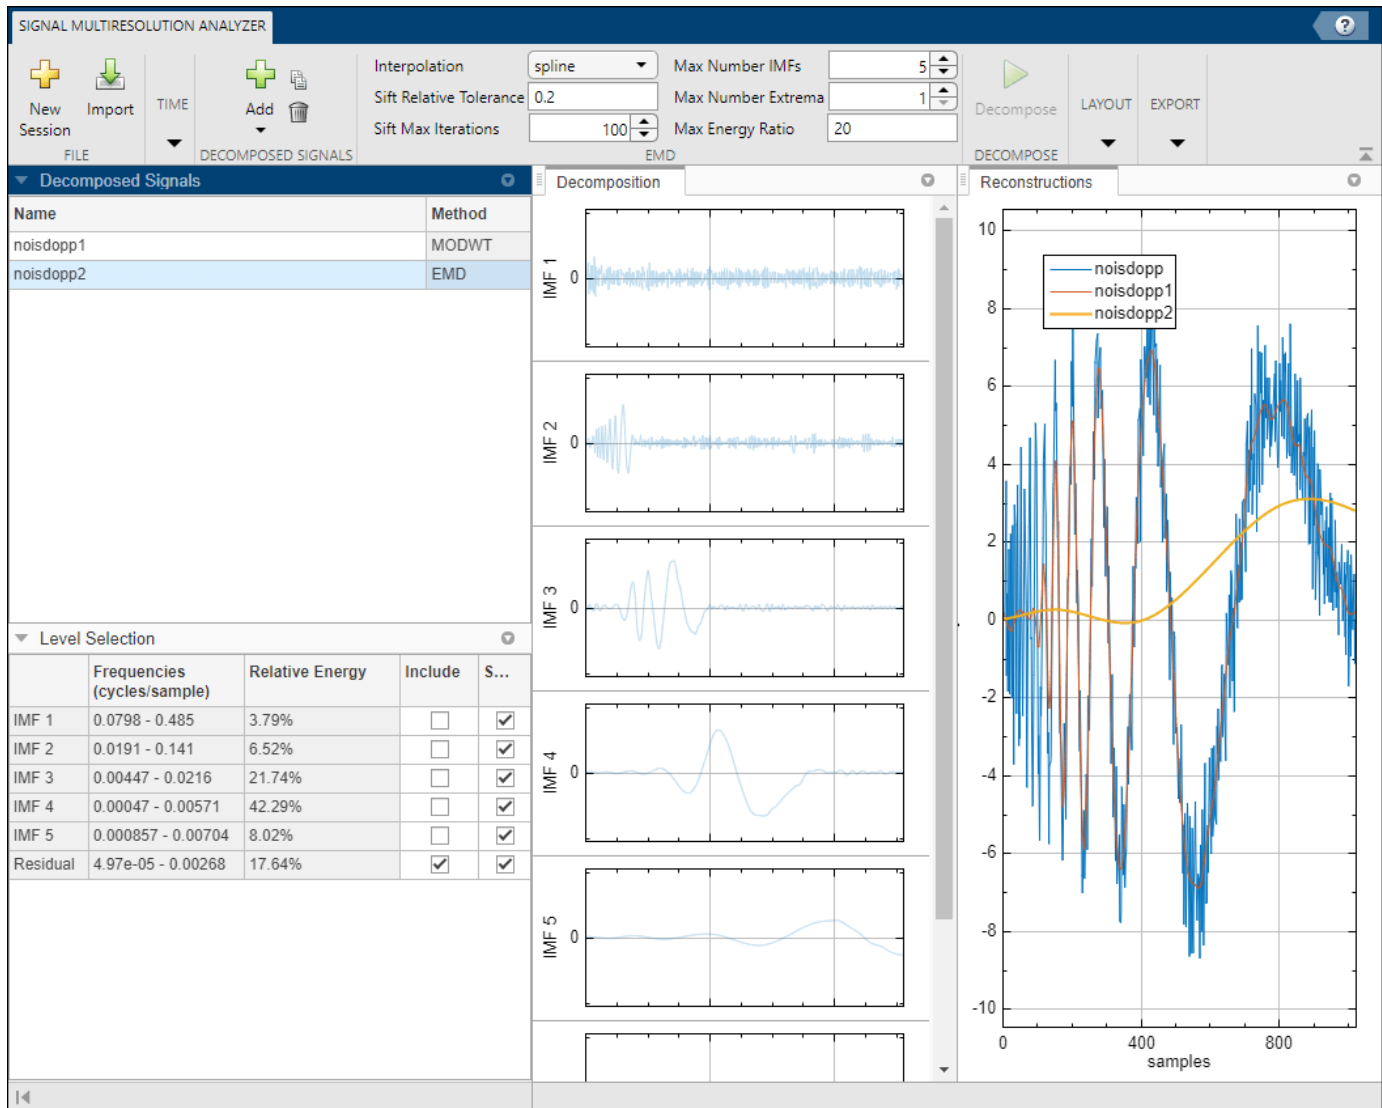 SIGNAL MULTIRESOLUTION ANALYZER
?
New Session
Import
FILE
TIME
Add
DECOMPOSED SIGNALS
Interpolation spline
Sift Relative Tolerance 0.2
Sift Max Iterations 100
Max Number IMFs 5
Max Number Extrema 1
Max Energy Ratio 20
EMD
Decompose
DECOMPOSE
LAYOUT
EXPORT
Decomposed Signals
Name Method
noisdopp1 MODWT
noisdopp2 EMD
Level Selection
Frequencies (cycles/sample) Relative Energy Include S...
IMF 1 0.0798 - 0.485 3.79%
IMF 2 0.0191 - 0.141 6.52%
IMF 3 0.00447 - 0.0216 21.74%
IMF 4 0.00047 - 0.00571 42.29%
IMF 5 0.000857 - 0.00704 8.02%
Residual 4.97e-05 - 0.00268 17.64%
Decomposition
IMF 1 0
IMF 2 0
IMF 3 0
IMF 4 0
IMF 5 0
Reconstructions
noisdopp
noisdopp1
noisdopp2
10
8
6
4
2
0
-2
-4
-6
-8
-10
0 400 800
samples